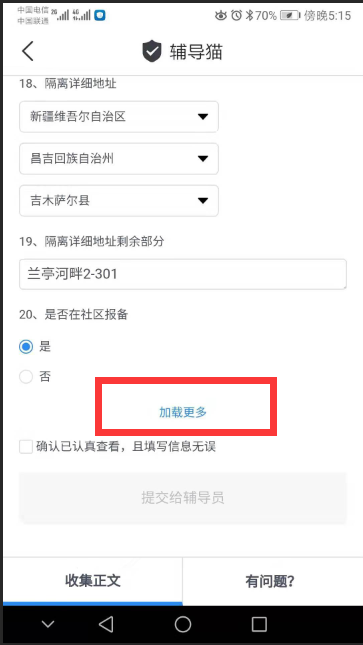 中国电信 2G 4G 70% 傍晚5:15
中国联通
辅导猫
18、隔离详细地址
新疆维吾尔自治区
昌吉回族自治州
吉木萨尔县
19、隔离详细地址剩余部分
兰亭河畔2-301
20、是否在社区报备
是
否
加载更多
确认已认真查看，且填写信息无误
提交给辅导员
收集正文 有问题?